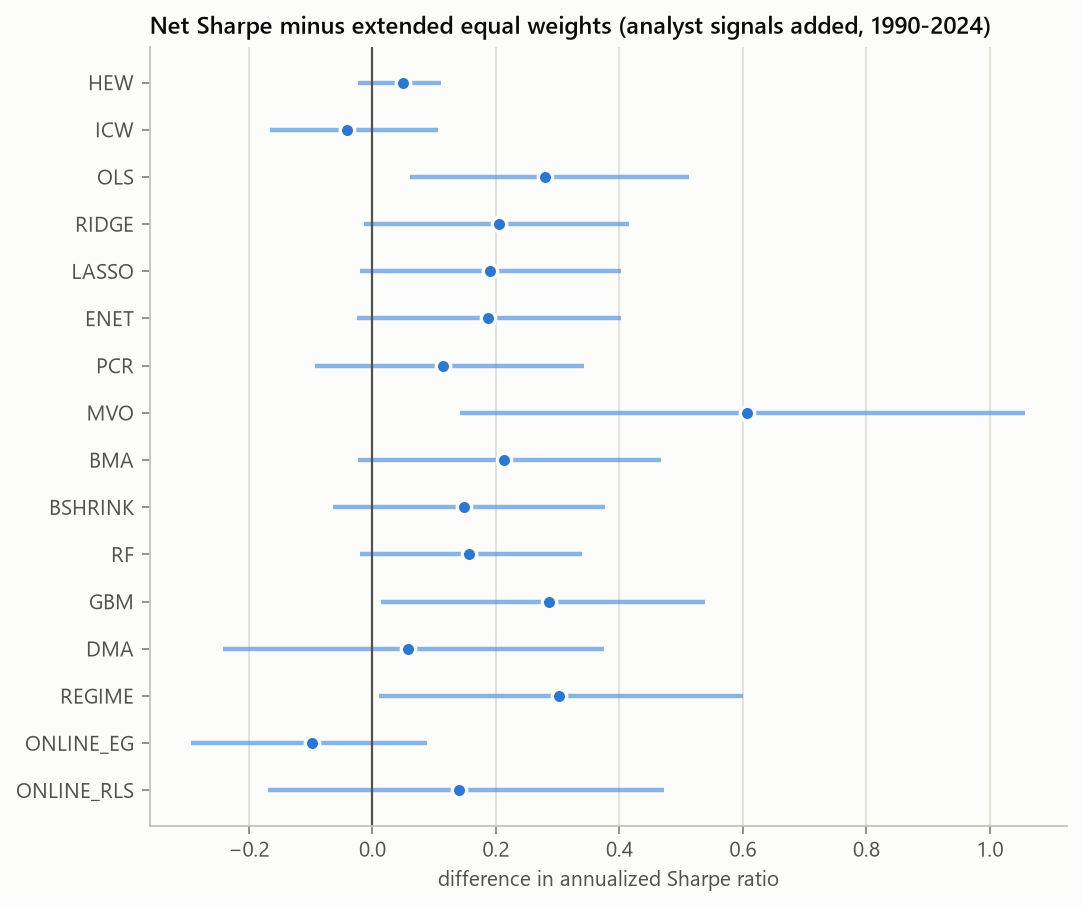 Net Sharpe minus extended equal weights (analyst signals added, 1990-2024)
HEW
ICW
OLS
RIDGE
LASSO
ENET
PCR
MVO
BMA
BSHRINK
RF
GBM
DMA
REGIME
ONLINE_EG
ONLINE_RLS
−0.2 0.0 0.2 0.4 0.6 0.8 1.0
difference in annualized Sharpe ratio